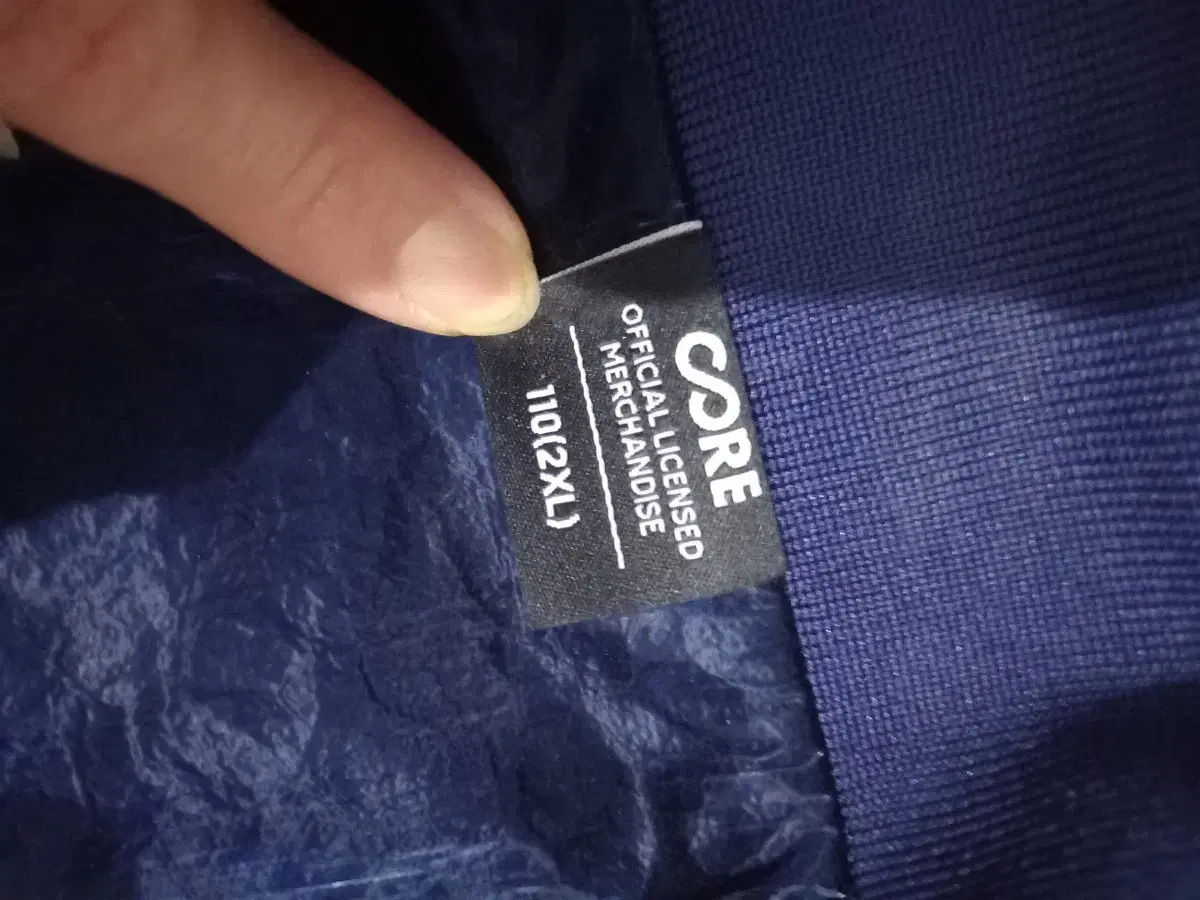 CORE
OFFICIAL LICENSED
MERCHANDISE
110(2XL)